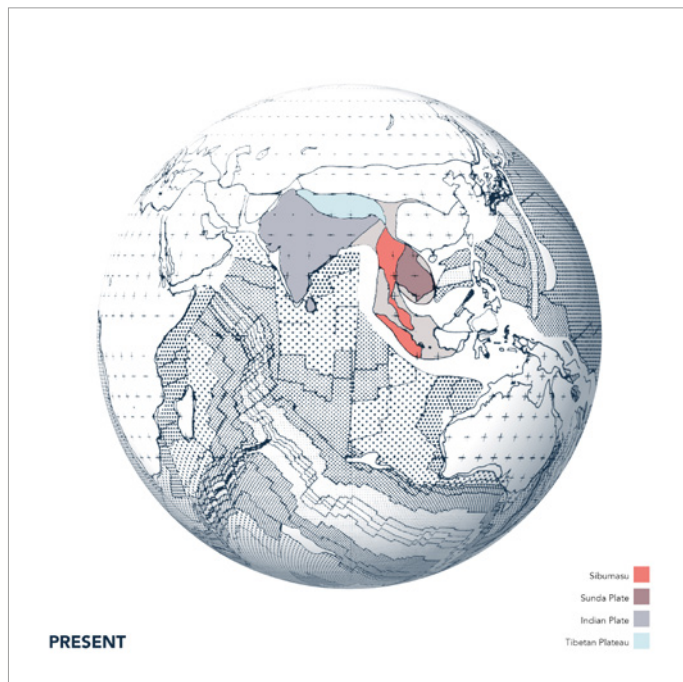 Sibumasu
Sunda Plate
Indian Plate
Tibetan Plateau
PRESENT